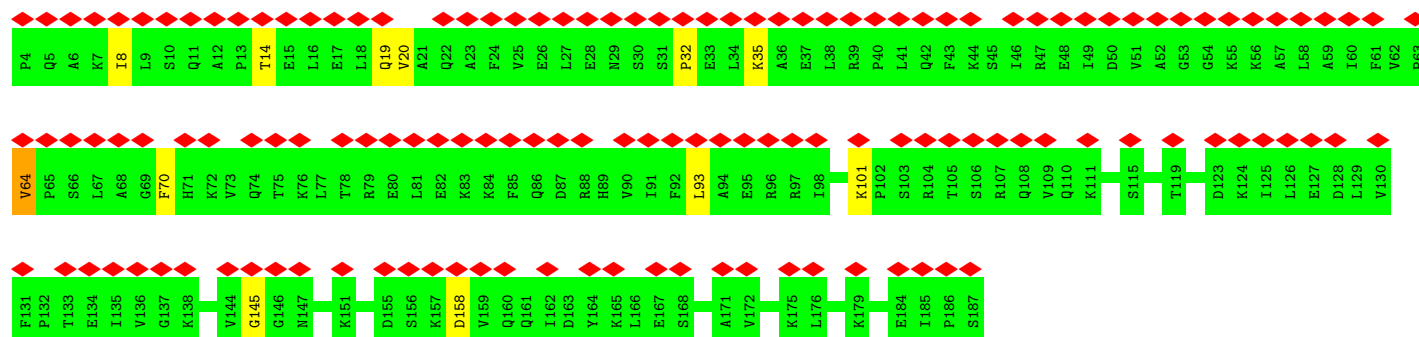 P4 Q5 A6 K7 I8 L9 S10 Q11 A12 P13 T14 E15 L16 E17 L18 Q19 V20 A21 Q22 A23 F24 V25 E26 L27 E28 N29 S30 S31 P32 E33 L34 K35 A36 E37 L38 R39 P40 L41 Q42 F43 K44 S45 I46 R47 E48 I49 D50 V51 A52 G53 G54 K55 K56 A57 L58 A59 I60 F61 V62 P63
V64 P65 S66 L67 A68 G69 F70 H71 K72 V73 Q74 T75 K76 L77 T78 R79 E80 L81 E82 K83 K84 F85 Q86 D87 R88 H89 V90 I91 F92 L93 A94 E95 R96 R97 I98 K101 P102 S103 R104 T105 S106 R107 Q108 V109 Q110 K111 S115 T119 D123 K124 I125 L126 E127 D128 L129 V130
F131 P132 T133 E134 I135 V136 G137 K138 V144 G145 G146 N147 K151 D155 S156 K157 V159 D158 Q160 Q161 I162 D163 Y164 K165 L166 E167 S168 A171 V172 K175 L176 K179 E184 I185 P186 S187